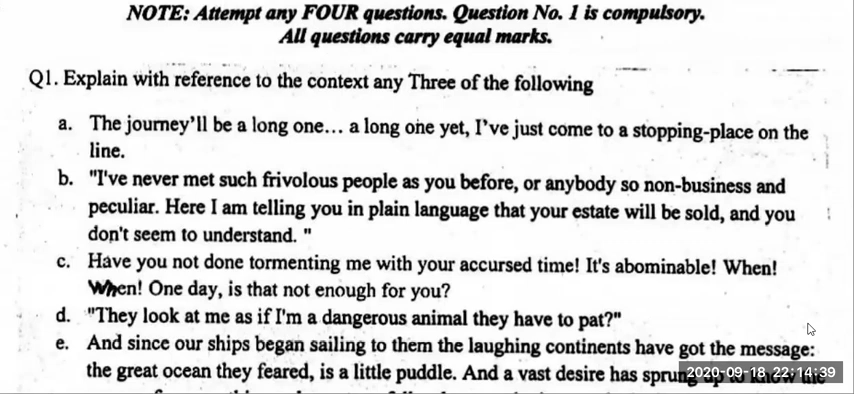 NOTE: Attempt any FOUR questions. Question No. 1 is compulsory.
All questions carry equal marks.
Q1. Explain with reference to the context any Three of the following
a. The journey'll be a long one... a long one yet, I've just come to a stopping-place on the
line.
b. "I've never met such frivolous people as you before, or anybody so non-business and
peculiar. Here I am telling you in plain language that your estate will be sold, and you
don't seem to understand. "
c. Have you not done tormenting me with your accursed time! It's abominable! When!
When! One day, is that not enough for you?
d. "They look at me as if I'm a dangerous animal they have to pat?"
e. And since our ships began sailing to them the laughing continents have got the message:
the great ocean they feared, is a little puddle. And a vast desire has sprung up to know the
2020-09-18 22:14:39